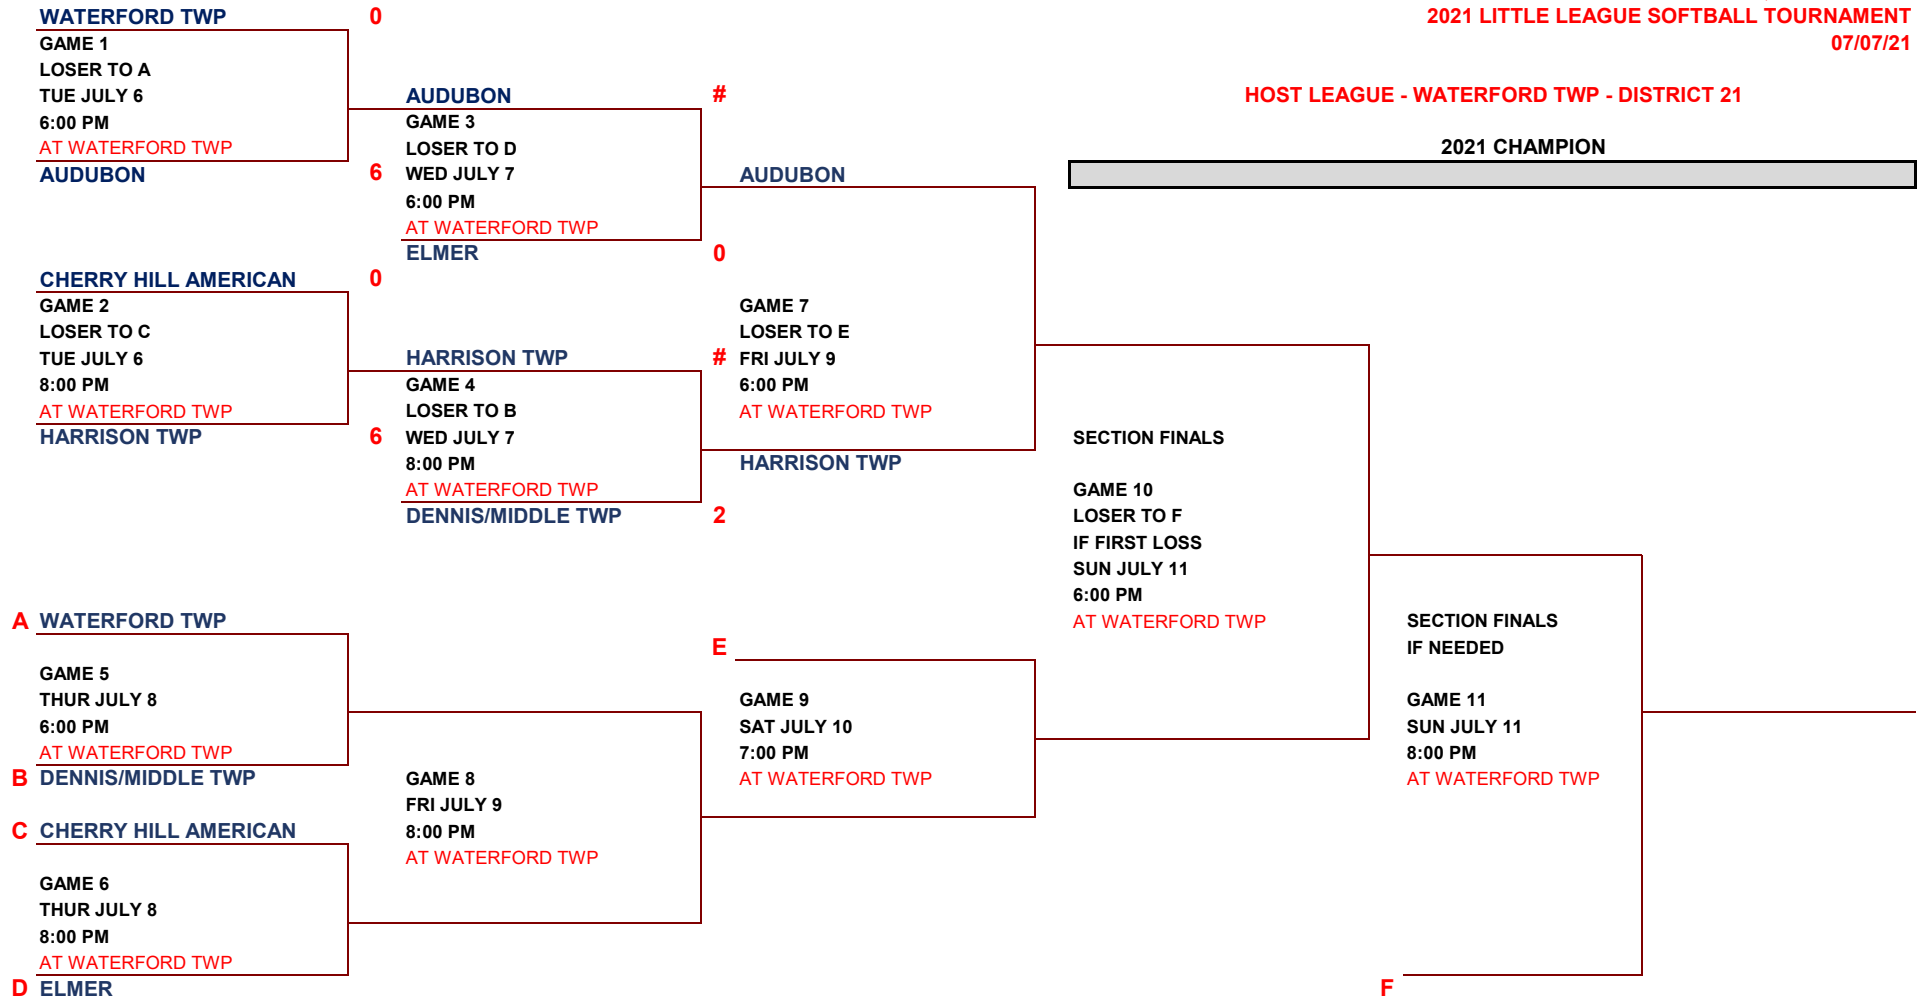 2021 LITTLE LEAGUE SOFTBALL TOURNAMENT
07/07/21
HOST LEAGUE - WATERFORD TWP - DISTRICT 21
2021 CHAMPION
WATERFORD TWP 0
GAME 1
LOSER TO A
TUE JULY 6
6:00 PM
AT WATERFORD TWP
AUDUBON 6
CHERRY HILL AMERICAN 0
GAME 2
LOSER TO C
TUE JULY 6
8:00 PM
AT WATERFORD TWP
HARRISON TWP 6
AUDUBON #
GAME 3
LOSER TO D
WED JULY 7
6:00 PM
AT WATERFORD TWP
ELMER 0
HARRISON TWP #
GAME 4
LOSER TO B
WED JULY 7
8:00 PM
AT WATERFORD TWP
DENNIS/MIDDLE TWP 2
AUDUBON
GAME 7
LOSER TO E
FRI JULY 9
6:00 PM
AT WATERFORD TWP
HARRISON TWP
SECTION FINALS
GAME 10
LOSER TO F
IF FIRST LOSS
SUN JULY 11
6:00 PM
AT WATERFORD TWP
A WATERFORD TWP
GAME 5
THUR JULY 8
6:00 PM
AT WATERFORD TWP
B DENNIS/MIDDLE TWP
C CHERRY HILL AMERICAN
GAME 6
THUR JULY 8
8:00 PM
AT WATERFORD TWP
D ELMER
GAME 8
FRI JULY 9
8:00 PM
AT WATERFORD TWP
E
GAME 9
SAT JULY 10
7:00 PM
AT WATERFORD TWP
SECTION FINALS
IF NEEDED
GAME 11
SUN JULY 11
8:00 PM
AT WATERFORD TWP
F